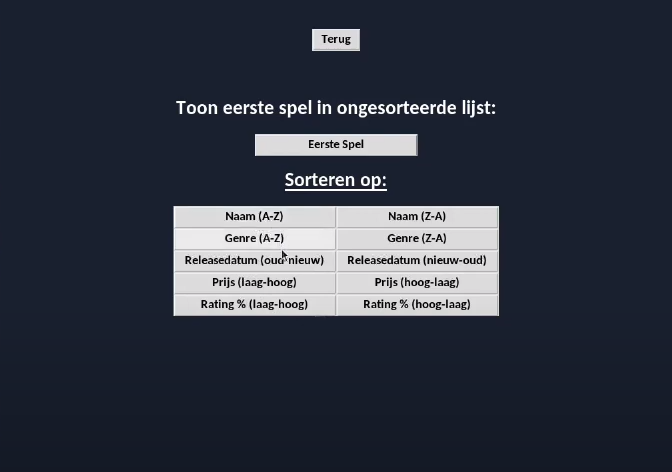 Terug
Toon eerste spel in ongesorteerde lijst:
Eerste Spel
Sorteren op:
Naam (A-Z) Naam (Z-A)
Genre (A-Z) Genre (Z-A)
Releasedatum (oud-nieuw) Releasedatum (nieuw-oud)
Prijs (laag-hoog) Prijs (hoog-laag)
Rating % (laag-hoog) Rating % (hoog-laag)